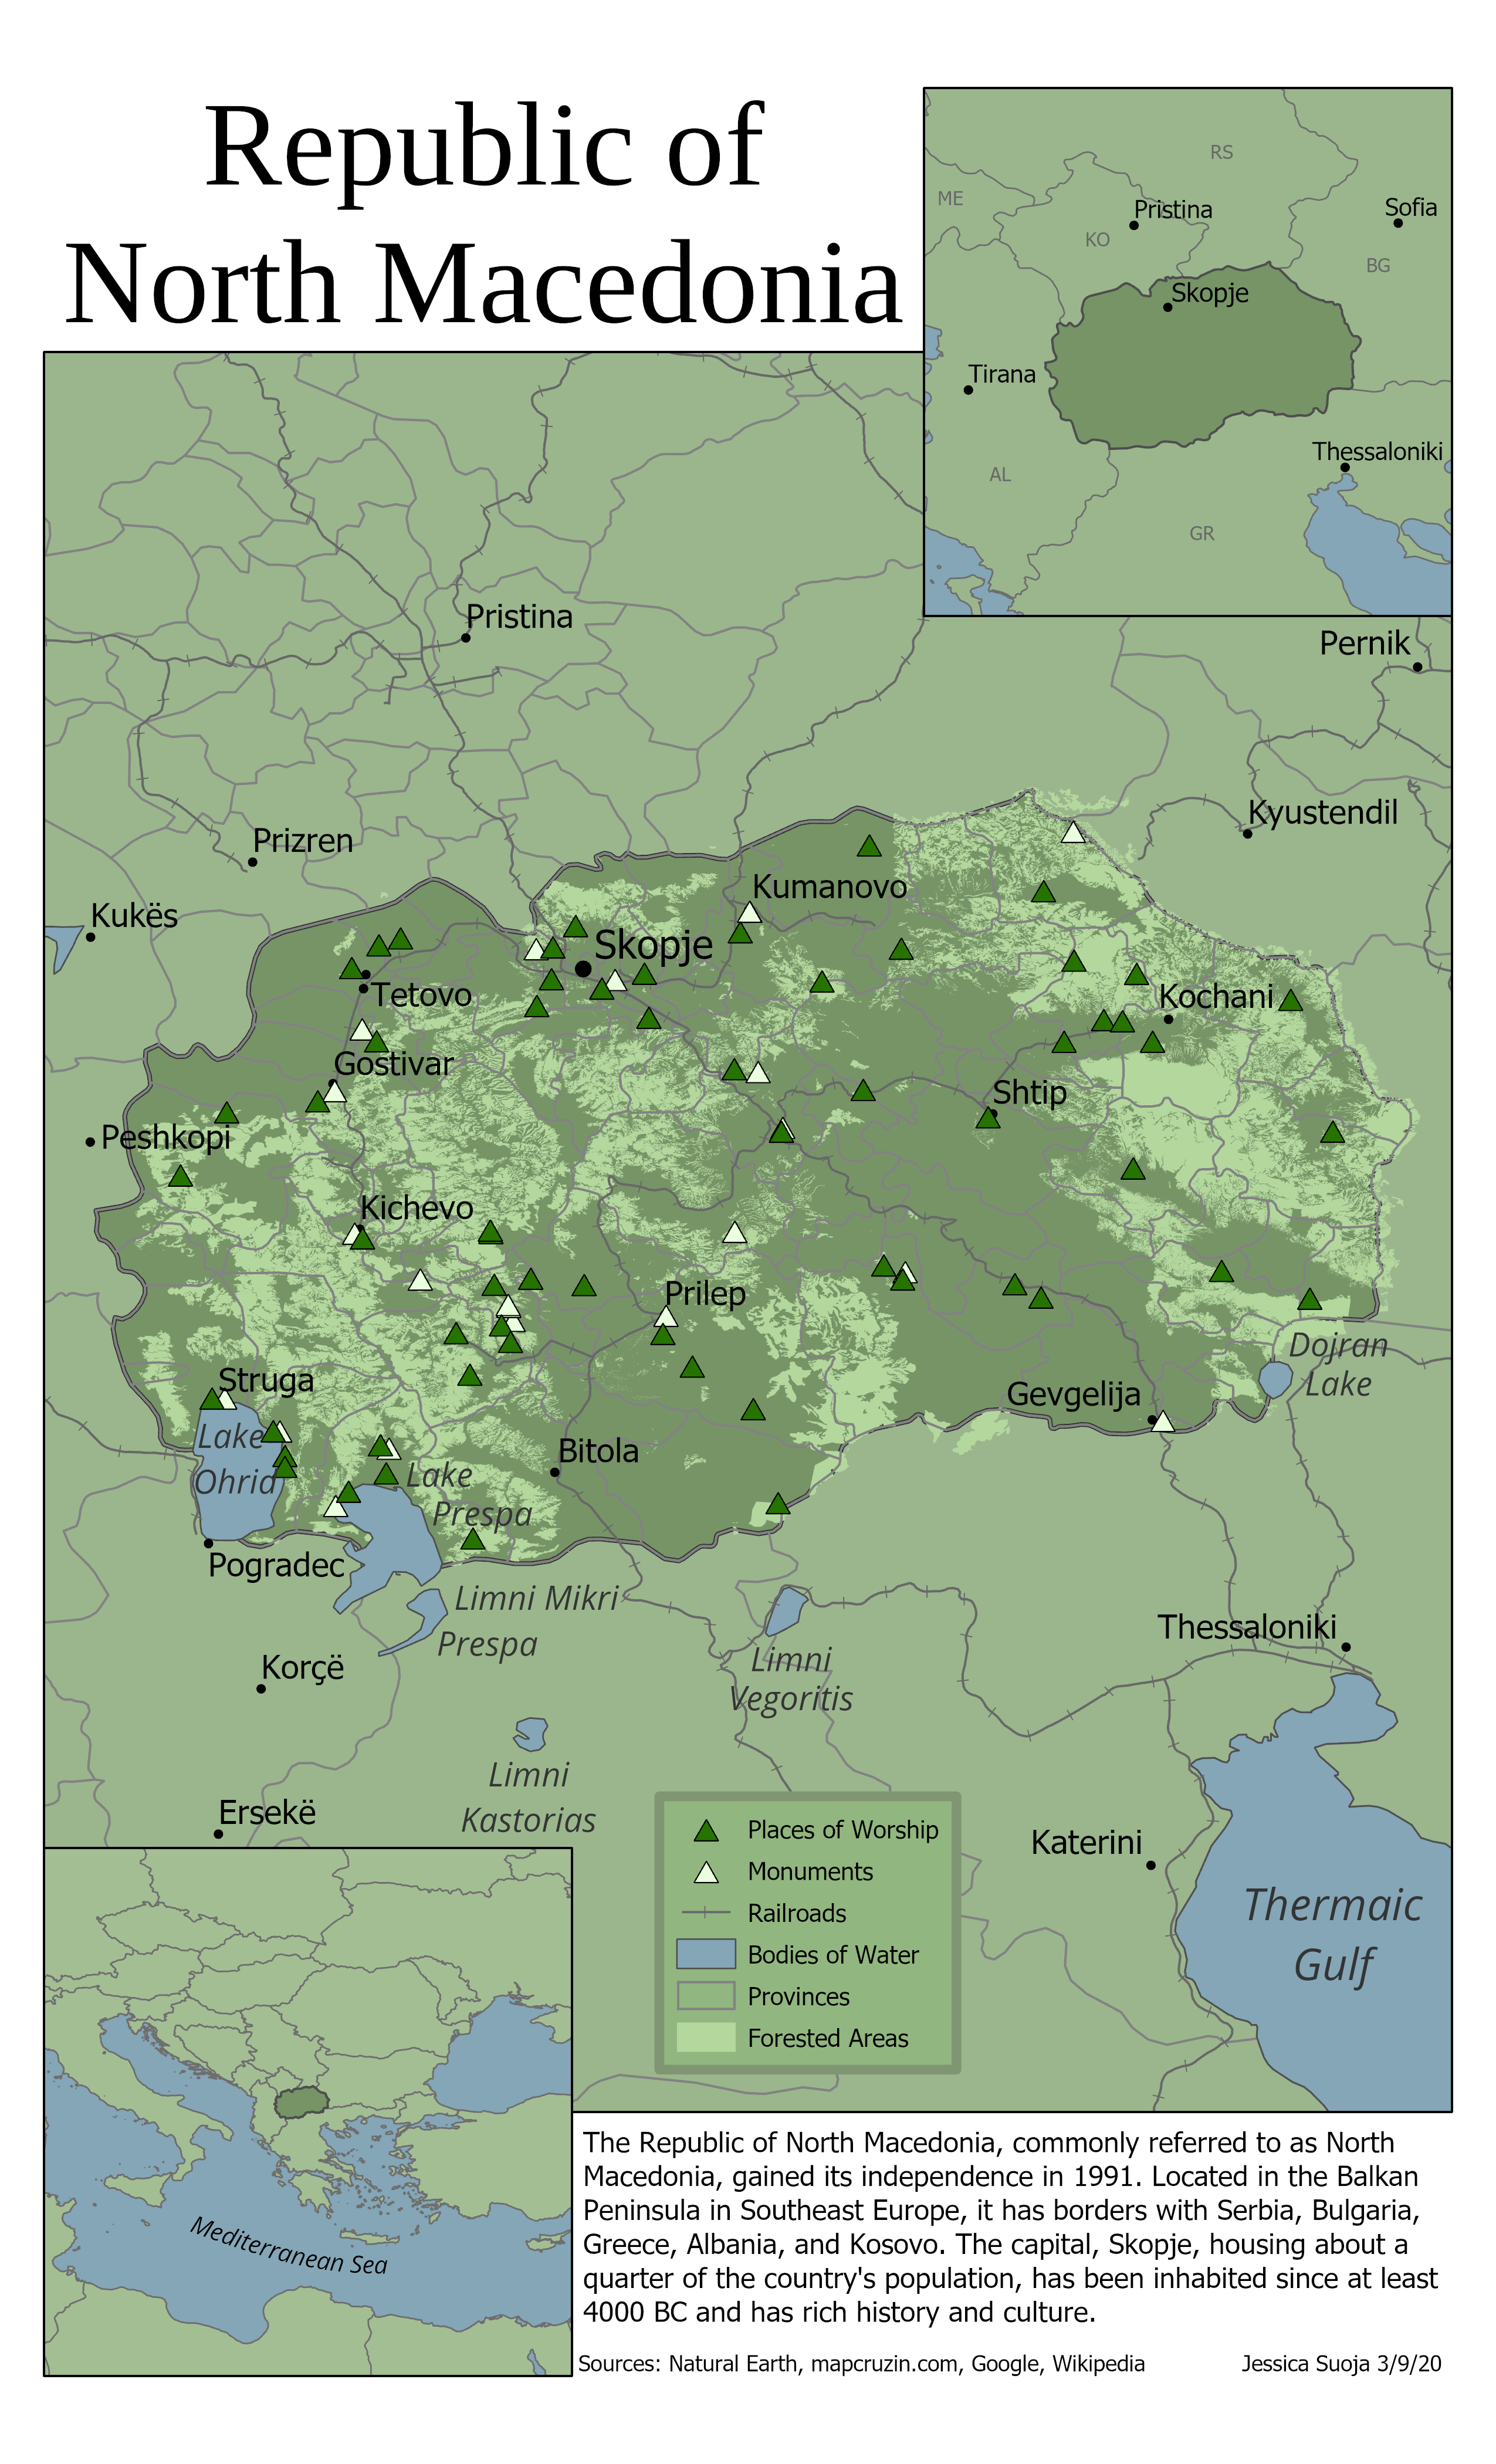 Republic of
North Macedonia
RS
ME
Pristina
Sofia
KO
BG
Skopje
Tirana
Thessaloniki
AL
GR
Pristina
Pernik
Kyustendil
Prizren
Kumanovo
Kukës
Skopje
Tetovo
Kochani
Gostivar
Shtip
Peshkopi
Kichevo
Prilep
Dojran
Lake
Struga
Gevgelija
Lake
Ohrid
Bitola
Lake
Prespa
Pogradec
Limni Mikri
Prespa
Thessaloniki
Limni
Vegoritis
Korçë
Limni
Kastorias
Ersekë
Katerini
Thermaic
Gulf
Places of Worship
Monuments
Railroads
Bodies of Water
Provinces
Forested Areas
Mediterranean Sea
The Republic of North Macedonia, commonly referred to as North
Macedonia, gained its independence in 1991. Located in the Balkan
Peninsula in Southeast Europe, it has borders with Serbia, Bulgaria,
Greece, Albania, and Kosovo. The capital, Skopje, housing about a
quarter of the country's population, has been inhabited since at least
4000 BC and has rich history and culture.
Sources: Natural Earth, mapcruzin.com, Google, Wikipedia
Jessica Suoja 3/9/20